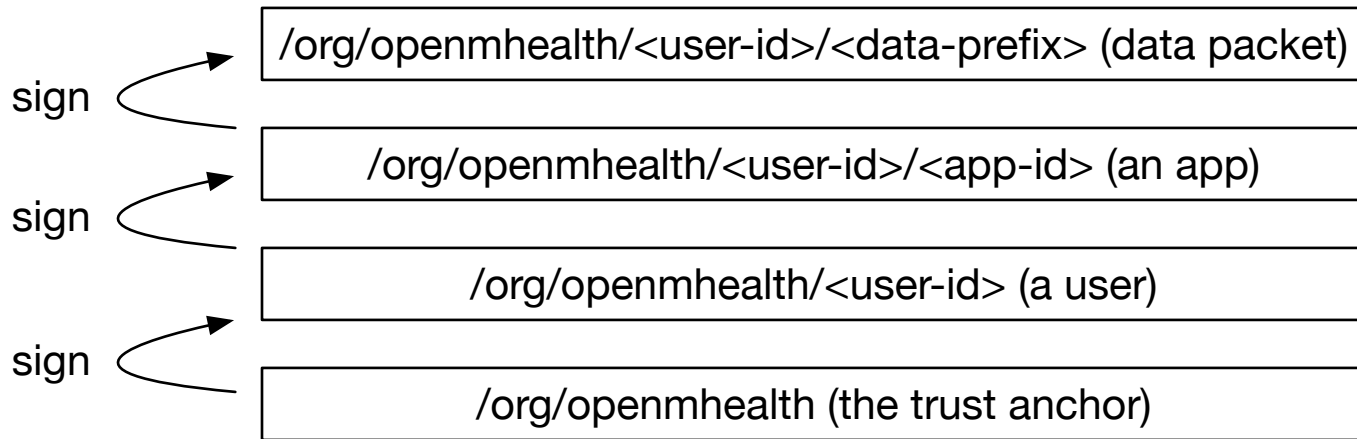 /org/openmhealth/<user-id>/<data-prefix> (data packet)
sign
/org/openmhealth/<user-id>/<app-id> (an app)
sign
/org/openmhealth/<user-id> (a user)
sign
/org/openmhealth (the trust anchor)